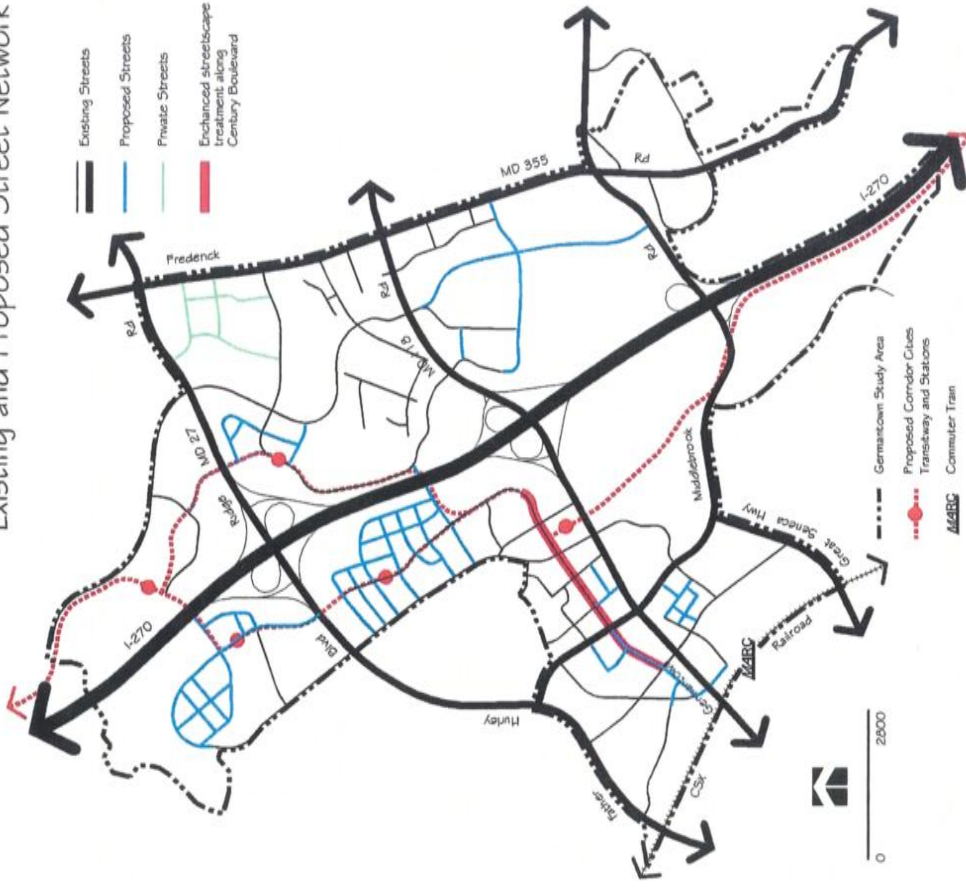 Existing and Proposed Street Network
Existing Streets
Proposed Streets
Private Streets
Enchanced streetscape
treatment along
Century Boulevard
Rd
Frederick
MD 355
Rd
I-270
Rd
Rd
MD 118
MD 27
Ridge
I-270
Blvd
Father
Hurley
Middlebrook
Great Seneca Hwy
Germantown
MARC
Railroad
CSX
Germantown Study Area
Proposed Corridor Cities
Transitway and Stations
MARC
Commuter Train
0
2800